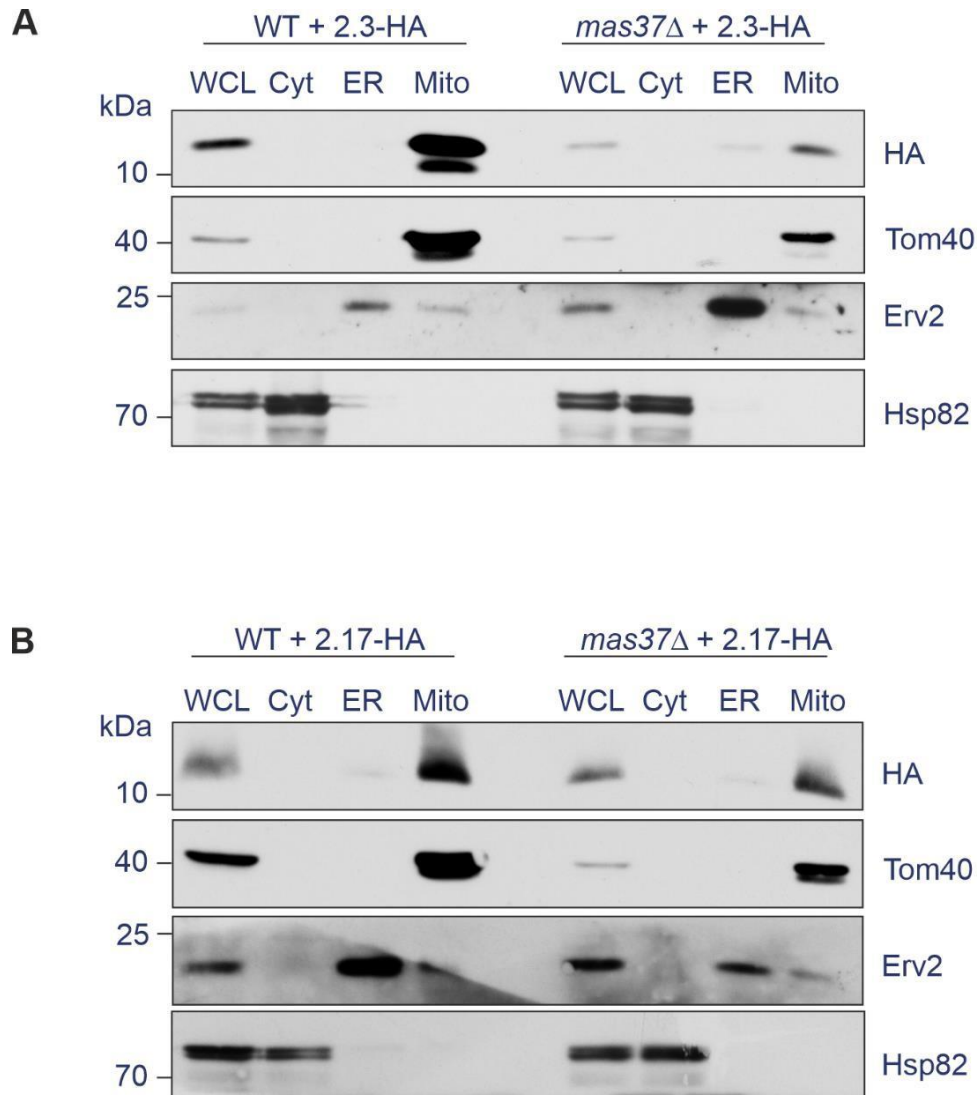 A
WT + 2.3-HA mas37Δ + 2.3-HA
WCL Cyt ER Mito WCL Cyt ER Mito
kDa
HA
10
40 Tom40
25
Erv2
70 Hsp82
B
WT + 2.17-HA mas37Δ + 2.17-HA
WCL Cyt ER Mito WCL Cyt ER Mito
kDa
HA
10
40 Tom40
25
Erv2
Hsp82
70